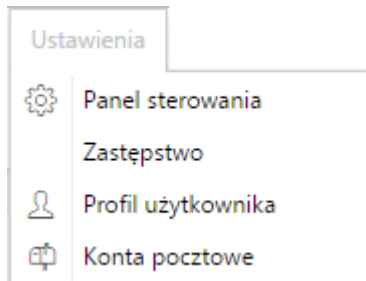 Ustawienia
Panel sterowania
Zastępstwo
Profil użytkownika
Konta pocztowe